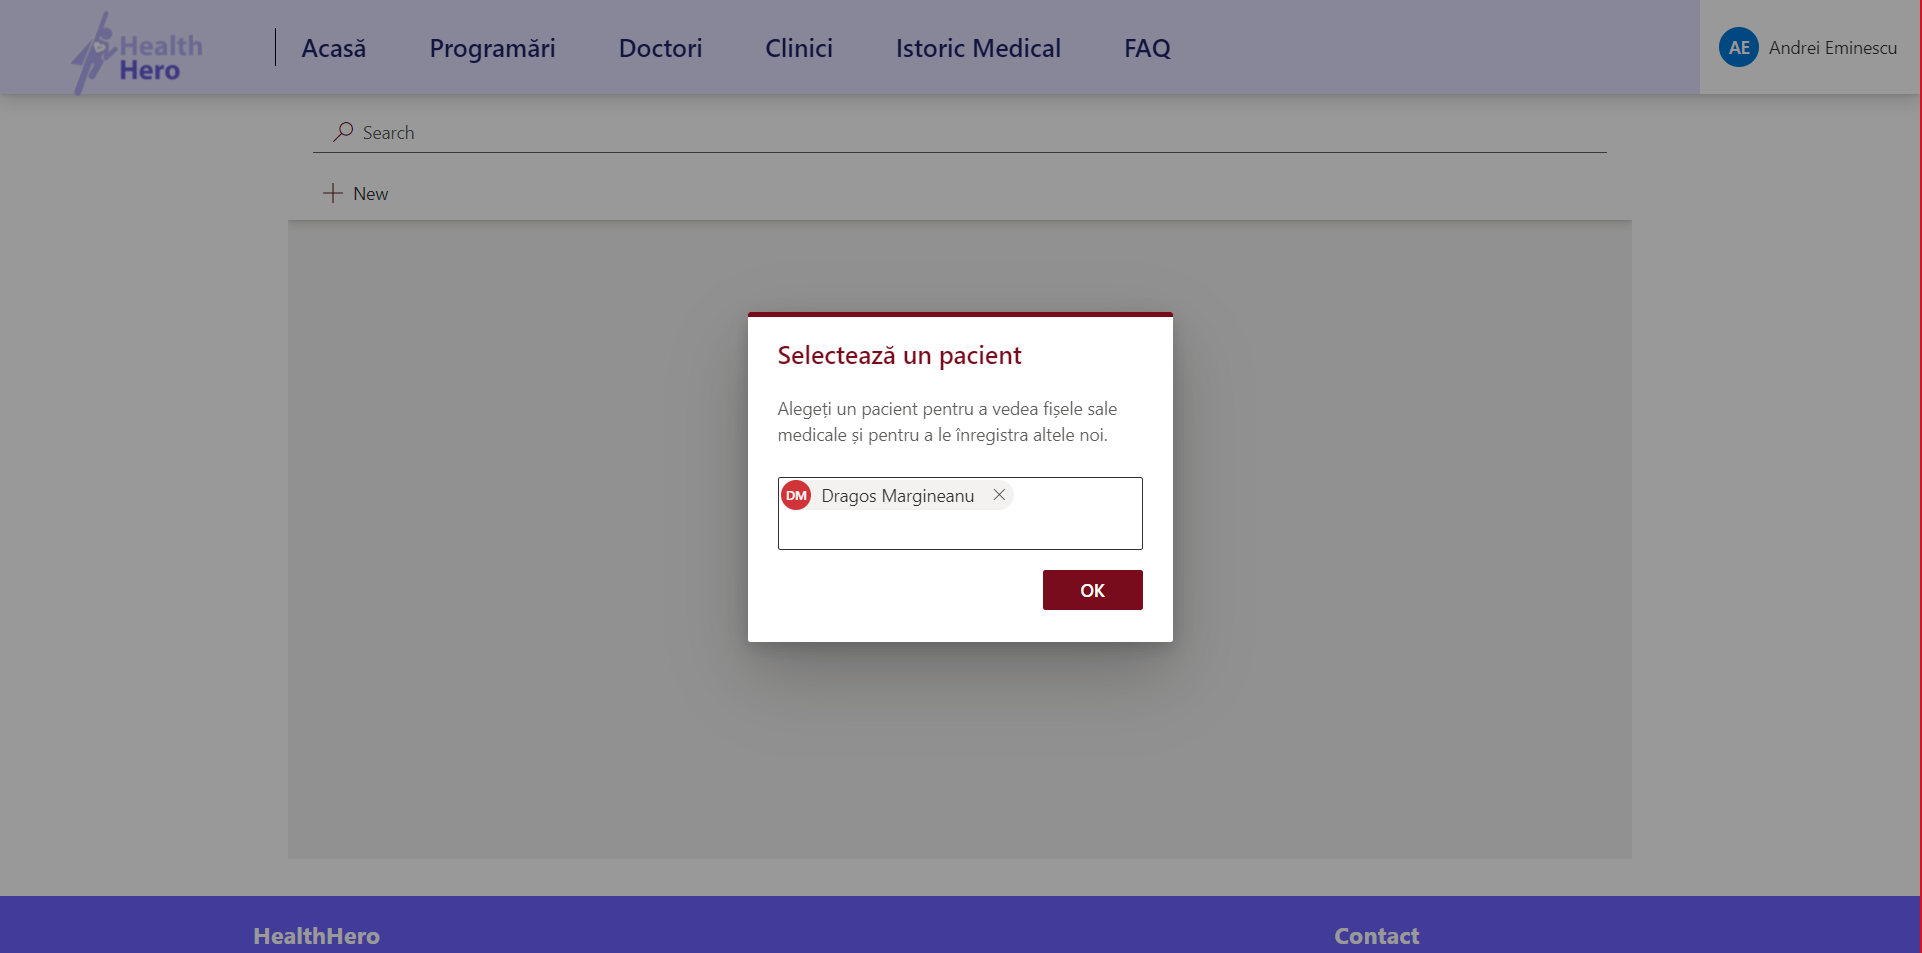 Health
Hero
Acasă
Programări
Doctori
Clinici
Istoric Medical
FAQ
AE
Andrei Eminescu
Search
New
Selectează un pacient
Alegeți un pacient pentru a vedea fișele sale
medicale și pentru a le înregistra altele noi.
DM Dragos Margineanu
OK
HealthHero
Contact